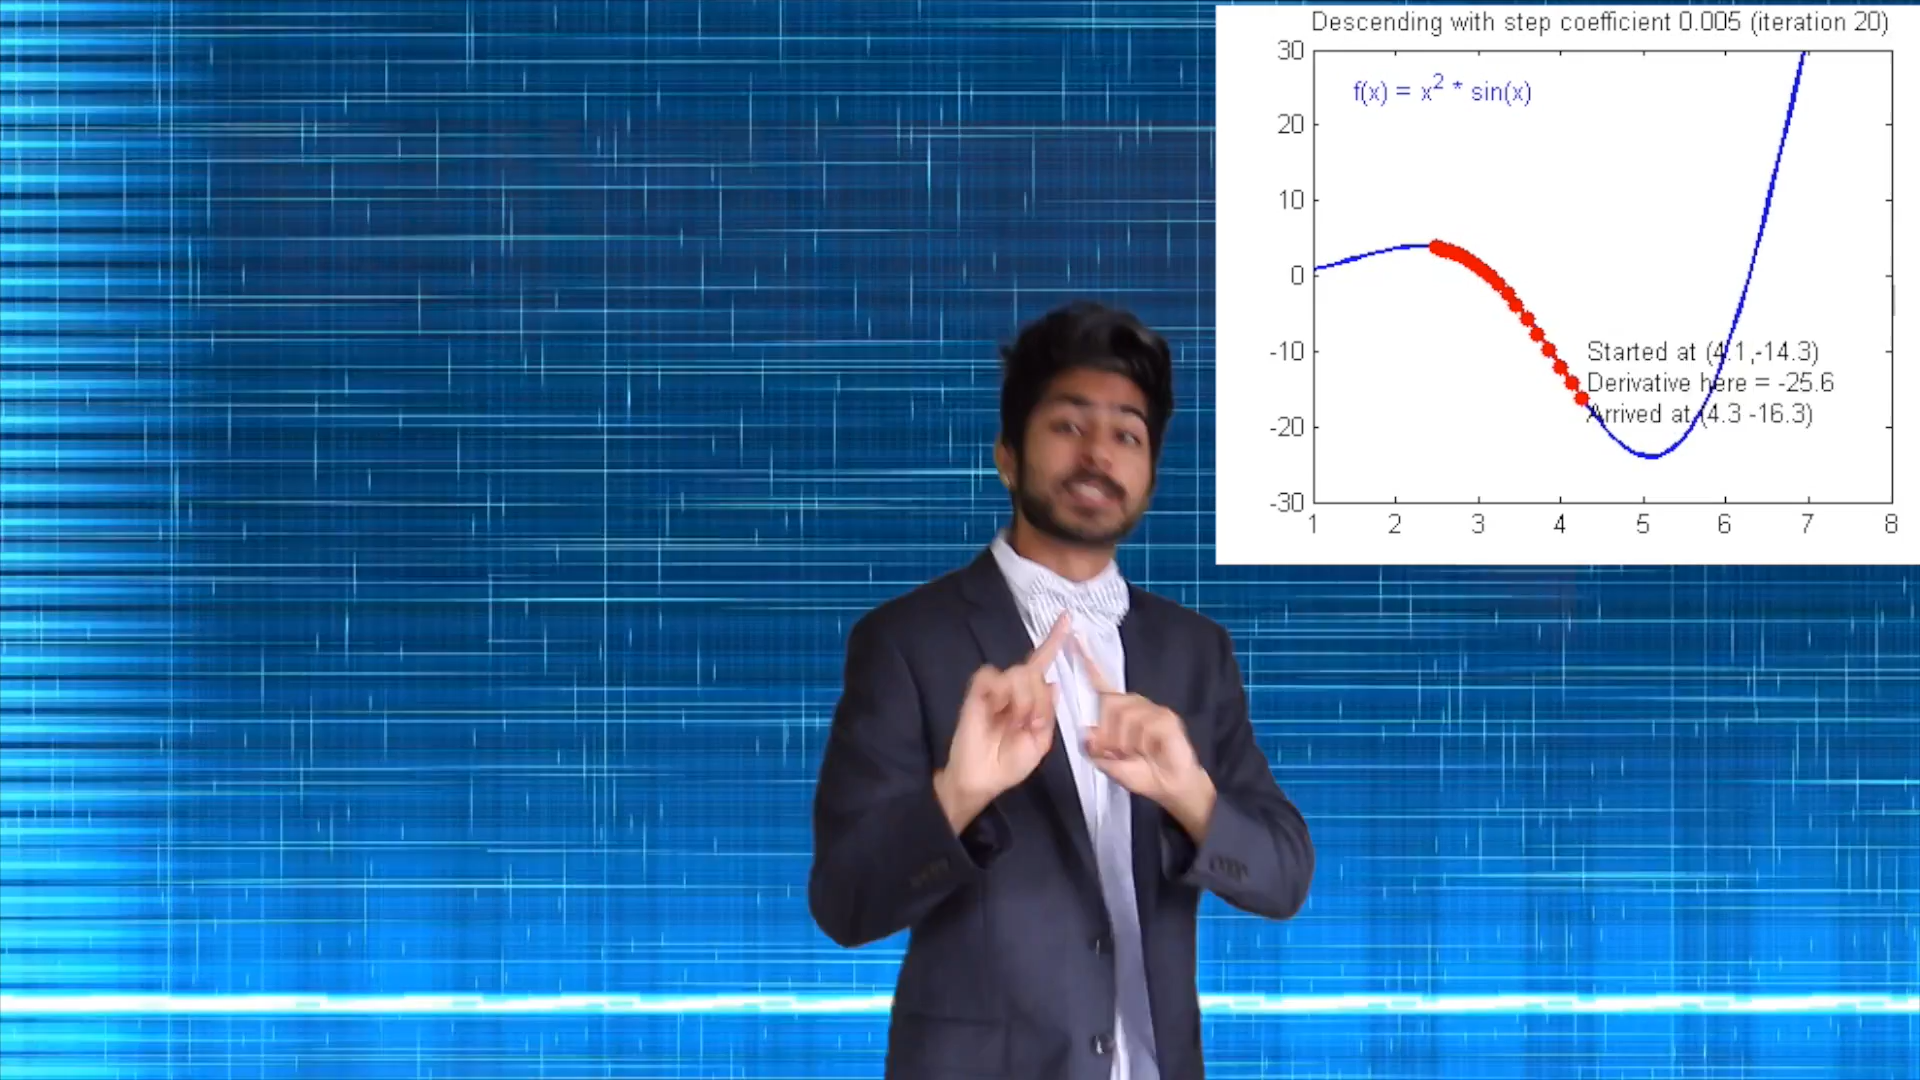 Descending with step coefficient 0.005 (iteration 20)
30
f(x) = x² * sin(x)
20
10
0
-10
Started at (4.1,-14.3)
Derivative here = -25.6
Arrived at (4.3 -16.3)
-20
-30
1 2 3 4 5 6 7 8